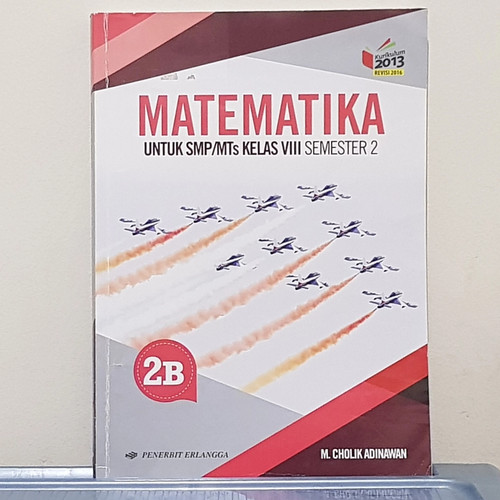 Kurikulum
2013
REVISI 2016
MATEMATIKA
UNTUK SMP/MTs KELAS VIII SEMESTER 2
2B
PENERBIT ERLANGGA
M. CHOLIK ADINAWAN